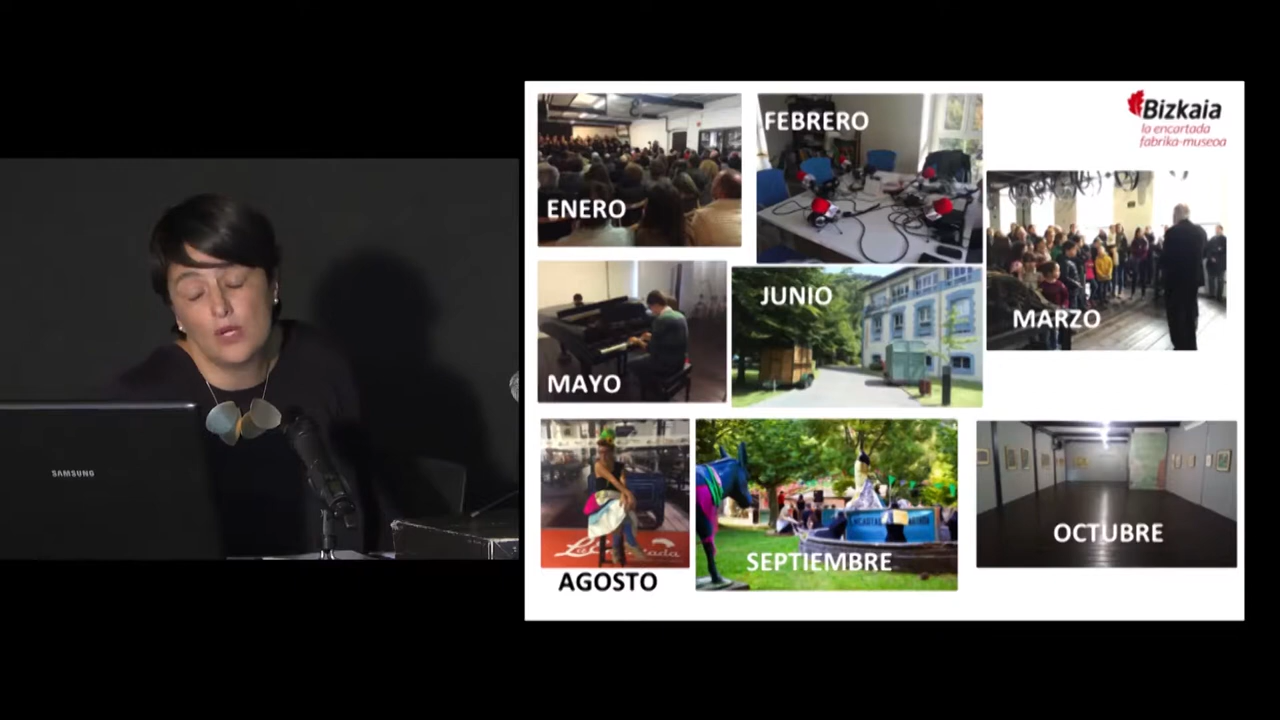 SAMSUNG
ENERO
FEBRERO
Bizkaia
la encartada
fabrika-museoa
MARZO
MAYO
JUNIO
AGOSTO
SEPTIEMBRE
OCTUBRE